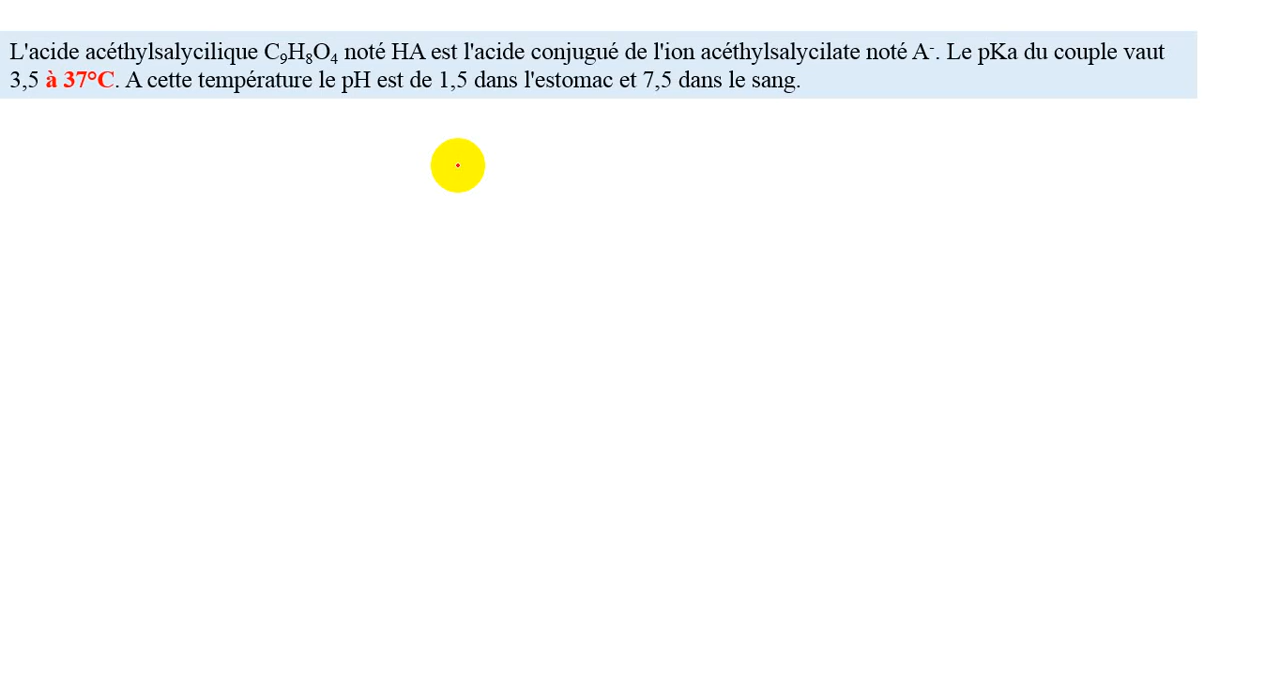 L'acide acéthylsalycilique C₉H₈O₄ noté HA est l'acide conjugué de l'ion acéthylsalycilate noté A⁻. Le pKa du couple vaut
3,5 à 37°C. A cette température le pH est de 1,5 dans l'estomac et 7,5 dans le sang.